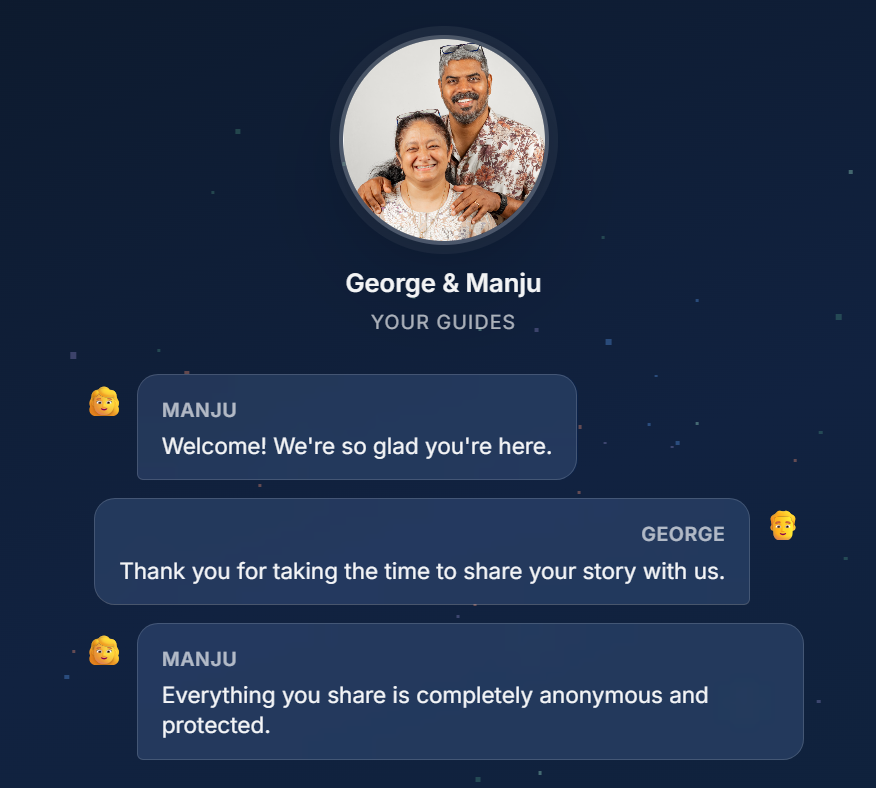 George & Manju
YOUR GUIDES
MANJU
Welcome! We're so glad you're here.
GEORGE
Thank you for taking the time to share your story with us.
MANJU
Everything you share is completely anonymous and
protected.